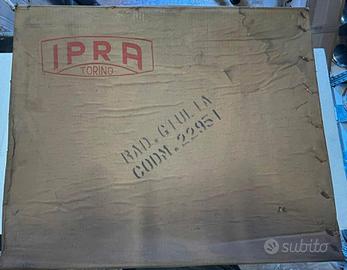 IPRA
TORINO
RAD.GIULIA
CODM.22951
subito